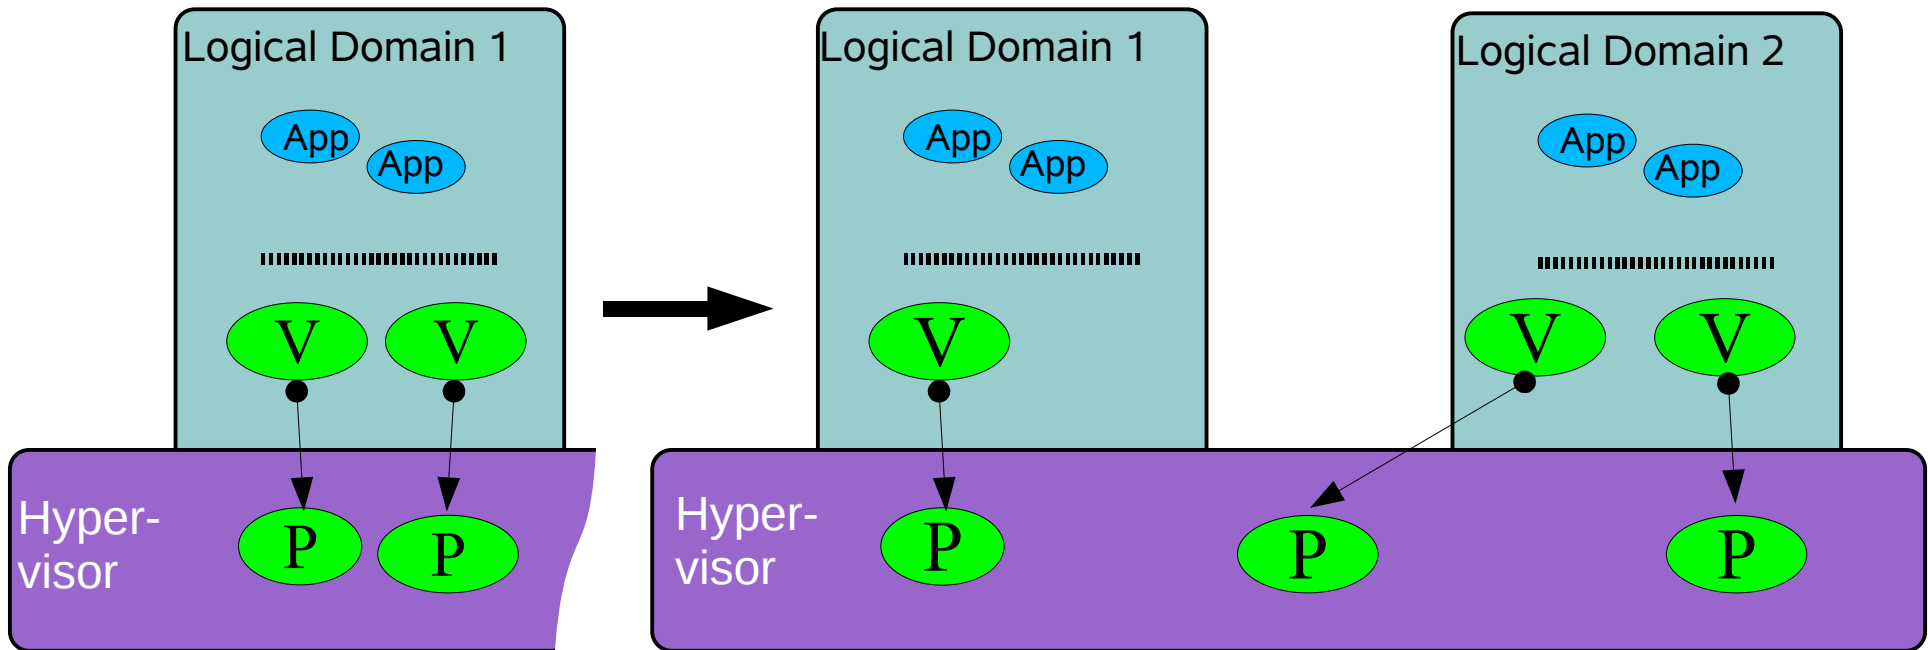 Logical Domain 1
App
App
V
V
Hyper-
visor
P
P
Logical Domain 1
App
App
V
Hyper-
visor
P
P
Logical Domain 2
App
App
V
V
P